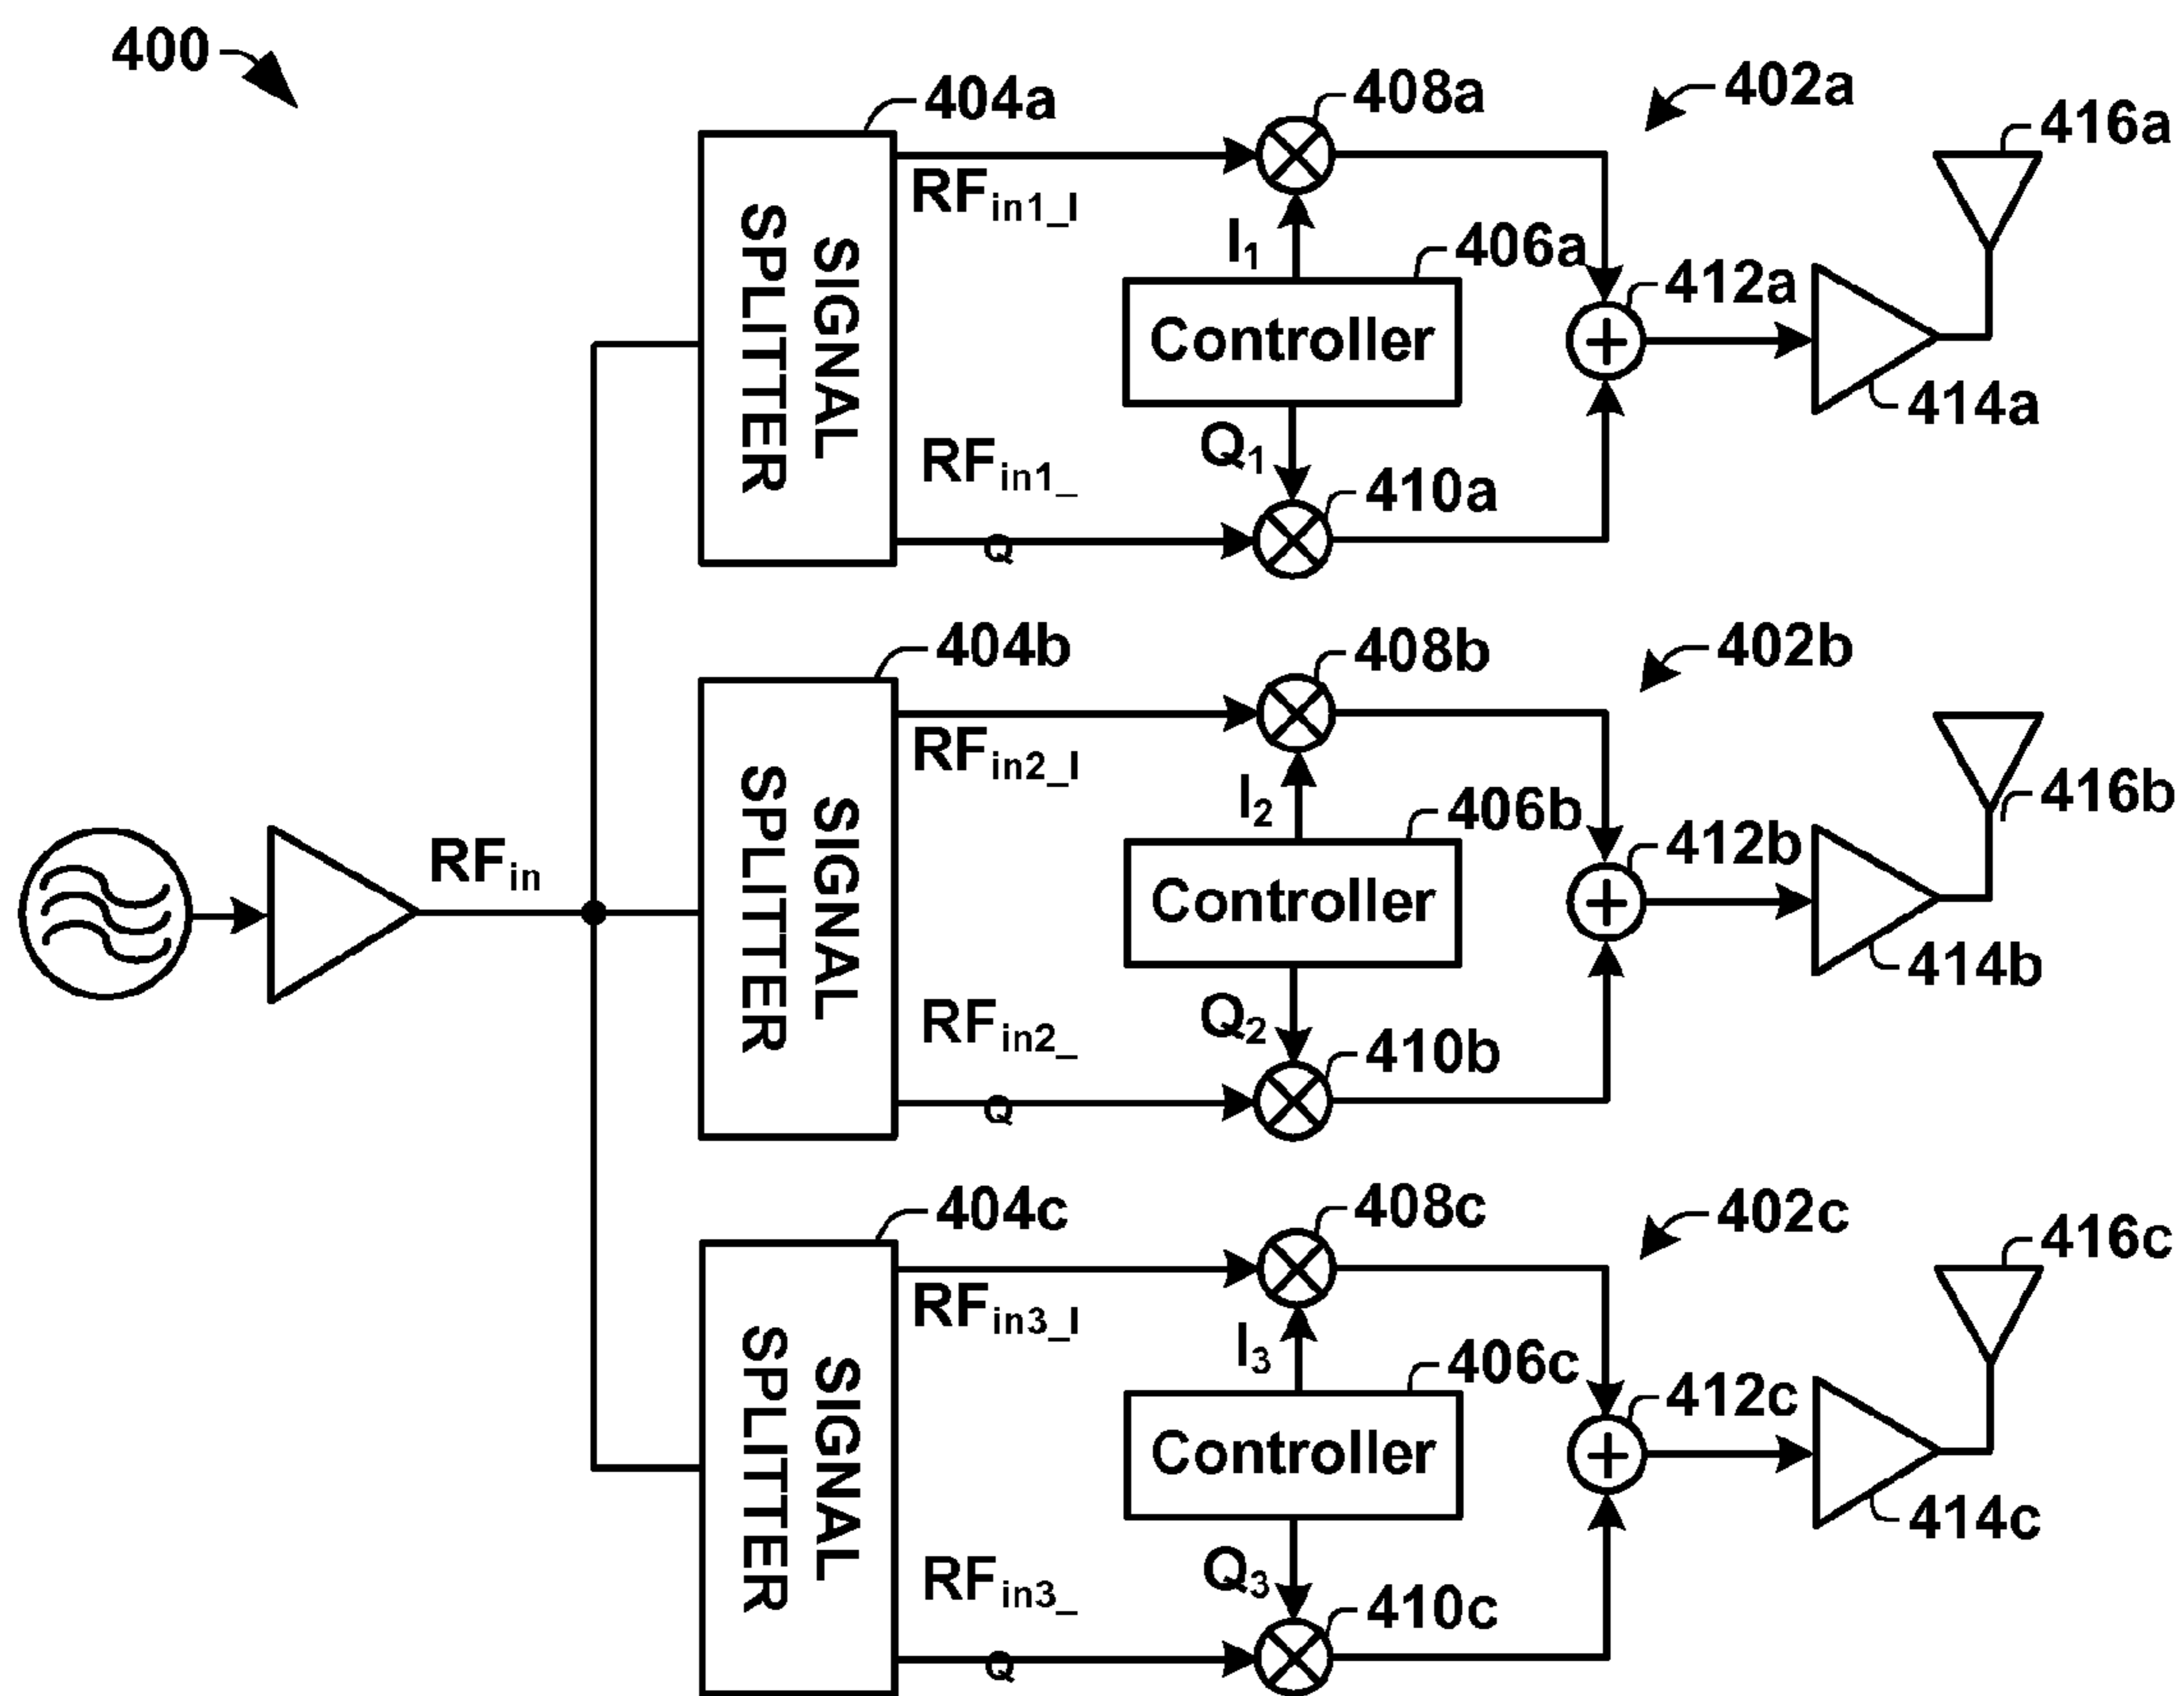 400
404a
408a
402a
416a
RFin1_I
I1
406a
SIGNAL
SPLITTER
Controller
412a
414a
RFin1_
Q
Q1
410a
404b
408b
402b
416b
RFin2_I
I2
406b
SIGNAL
SPLITTER
RFin
Controller
412b
414b
RFin2_
Q
Q2
410b
404c
408c
402c
416c
RFin3_I
I3
406c
SIGNAL
SPLITTER
Controller
412c
414c
RFin3_
Q
Q3
410c